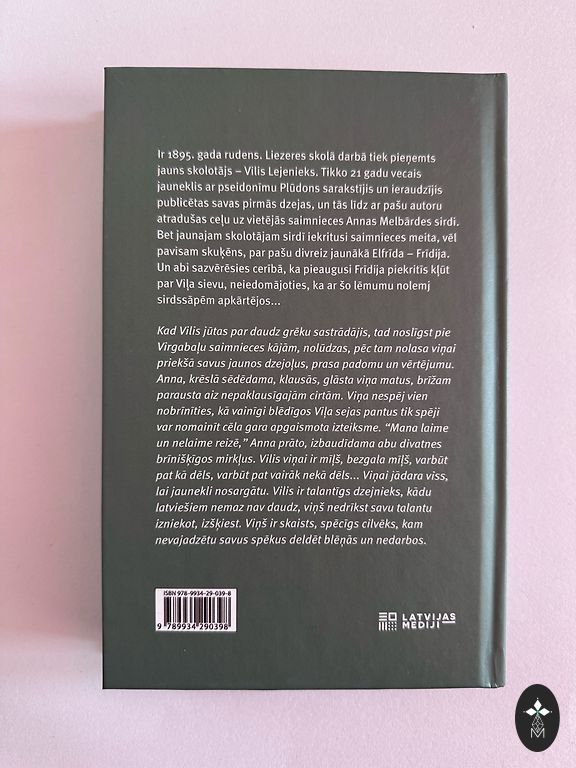 Ir 1895. gada rudens. Liezeres skolā darbā tiek pieņemts
jauns skolotājs – Vilis Lejenieks. Tikko 21 gadu vecais
jauneklis ar pseidonīmu Plūdons sarakstījis un ieraudzījis
publicētas savas pirmās dzejas, un tās līdz ar pašu autoru
atradušas ceļu uz vietējās saimnieces Annas Melbārdes sirdi.
Bet jaunajam skolotājam sirdī iekritusi saimnieces meita, vēl
pavisam skuķēns, par pašu divreiz jaunākā Elfrīda – Frīdija.
Un abi sazvērēsies cerībā, ka pieaugusi Frīdija piekritīs kļūt
par Viļa sievu, neiedomājoties, ka ar šo lēmumu nolemj
sirdssāpēm apkārtējos...
Kad Vilis jūtas par daudz grēku sastrādājis, tad noslīgst pie
Virgabaļu saimnieces kājām, nolūdzas, pēc tam nolasa viņai
priekšā savus jaunos dzejoļus, prasa padomu un vērtējumu.
Anna, krēslā sēdēdama, klausās, glāsta viņa matus, brīžam
parausta aiz nepaklausīgajām cirtām. Viņa nespēj vien
nobrīnīties, kā vainīgi blēdīgos Viļa sejas pantus tik spēji
var nomainīt cēla gara apgaismota izteiksme. “Mana laime
un nelaime reizē,” Anna prāto, izbaudīdama abu divatnes
brīnišķīgos mirkļus. Vilis viņai ir mīļš, bezgala mīļš, varbūt
pat kā dēls, varbūt pat vairāk nekā dēls... Viņai jādara viss,
lai jaunekli nosargātu. Vilis ir talantīgs dzejnieks, kādu
latviešiem nemaz nav daudz, viņš nedrīkst savu talantu
izniekot, izšķiest. Viņš ir skaists, spēcīgs cilvēks, kam
nevajadzētu savus spēkus deldēt blēņās un nedarbos.
ISBN 978-9934-29-039-8
9 789934 290398
LATVIJAS
MEDIJI
M